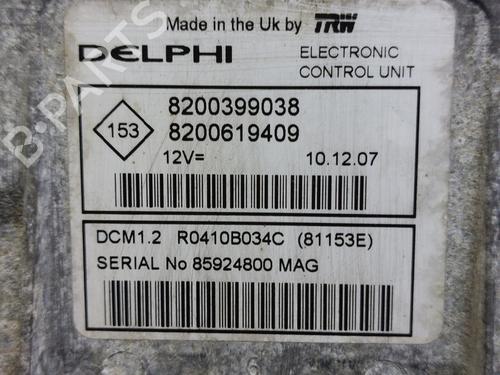 Made in the Uk by TRW
DELPHI
ELECTRONIC
CONTROL UNIT
153
8200399038
8200619409
12V=
10.12.07
DCM1.2 R0410B034C (81153E)
SERIAL No 85924800 MAG
B-PARTS